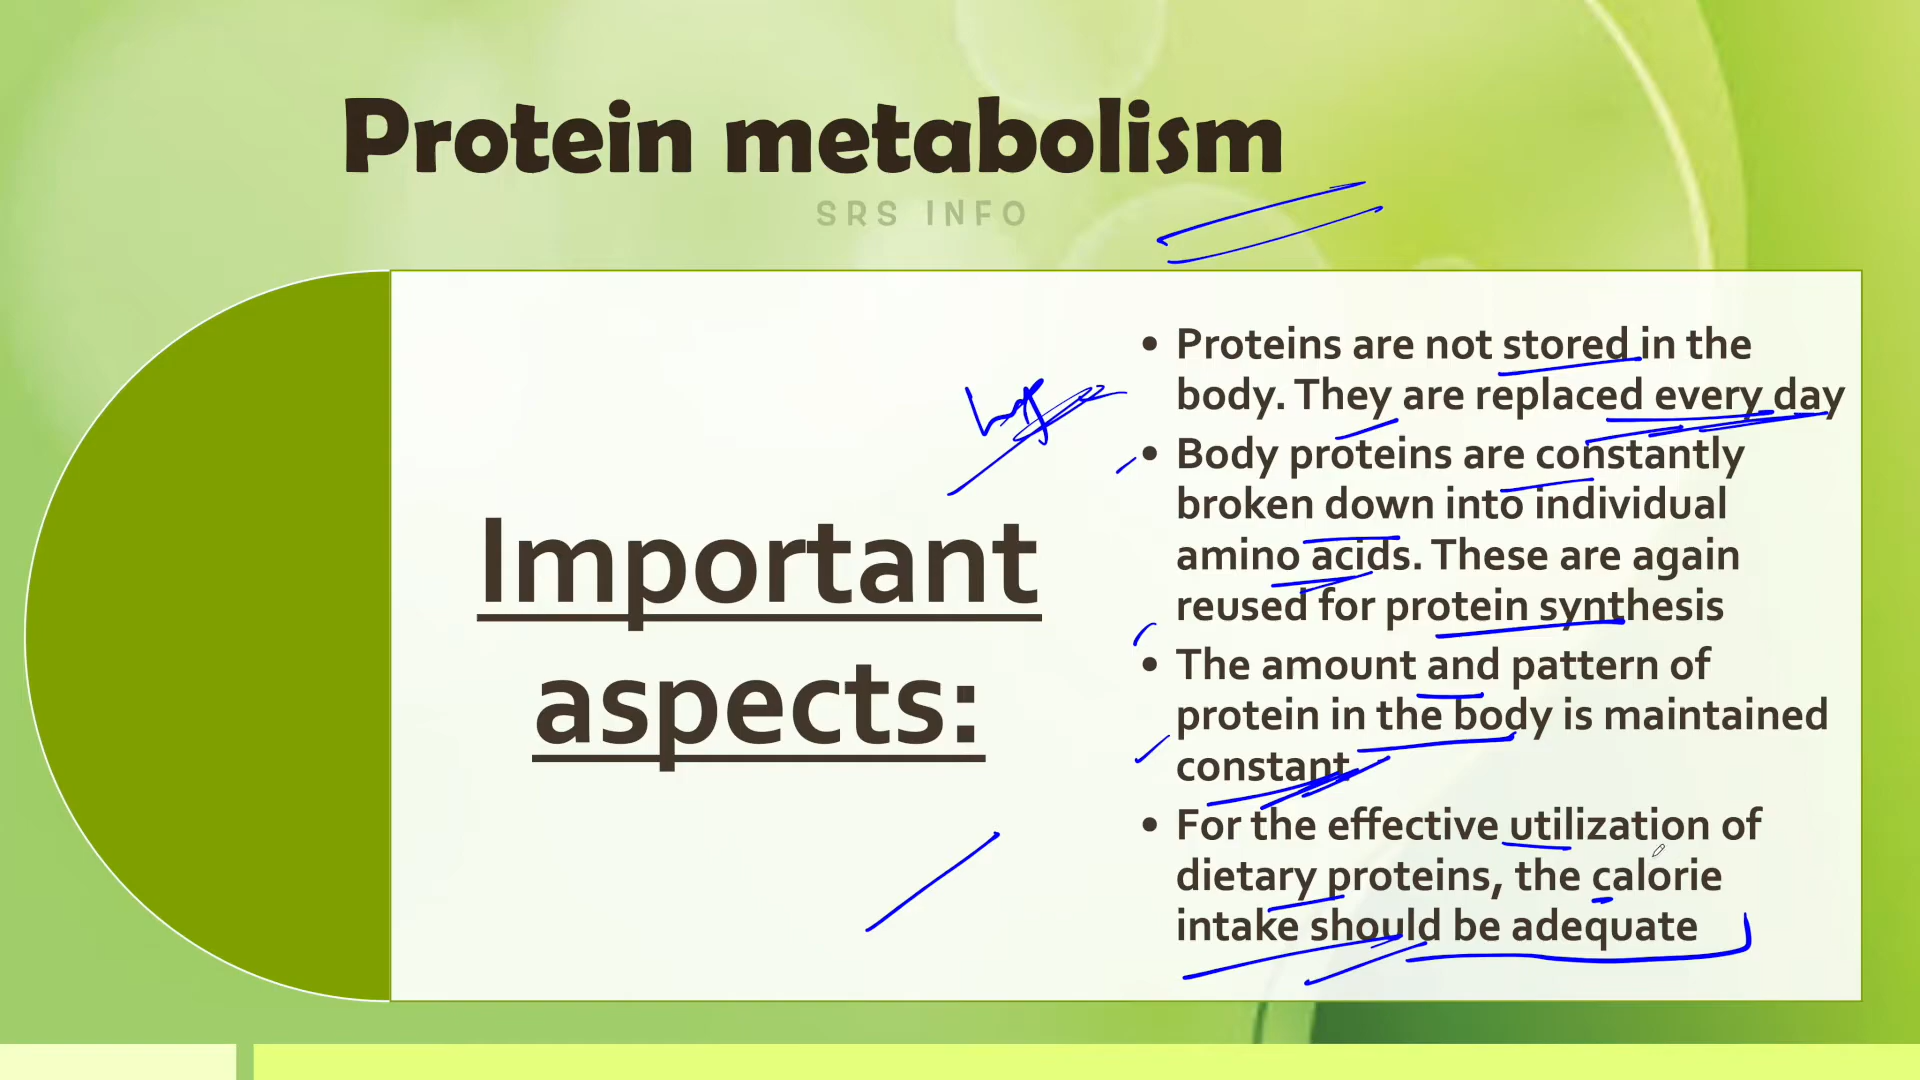 Protein metabolism
SRS INFO
Important
aspects:
• Proteins are not stored in the
body. They are replaced every day
• Body proteins are constantly
broken down into individual
amino acids. These are again
reused for protein synthesis
• The amount and pattern of
protein in the body is maintained
constant
• For the effective utilization of
dietary proteins, the calorie
intake should be adequate